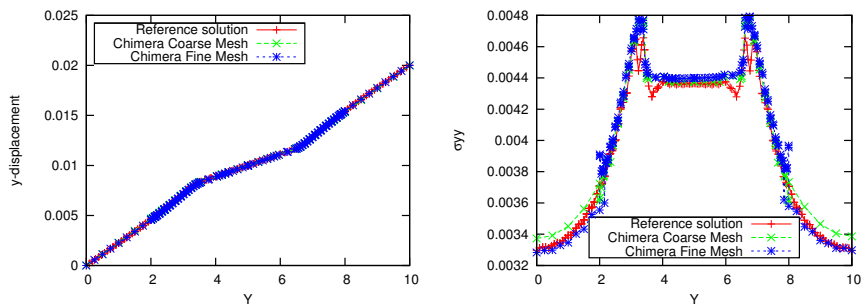 0.025
0.02
0.015
0.01
0.005
0
0 2 4 6 8 10
y-displacement
Y
Reference solution
Chimera Coarse Mesh
Chimera Fine Mesh
0.0048
0.0046
0.0044
0.0042
0.004
0.0038
0.0036
0.0034
0.0032
0 2 4 6 8 10
σyy
Y
Reference solution
Chimera Coarse Mesh
Chimera Fine Mesh